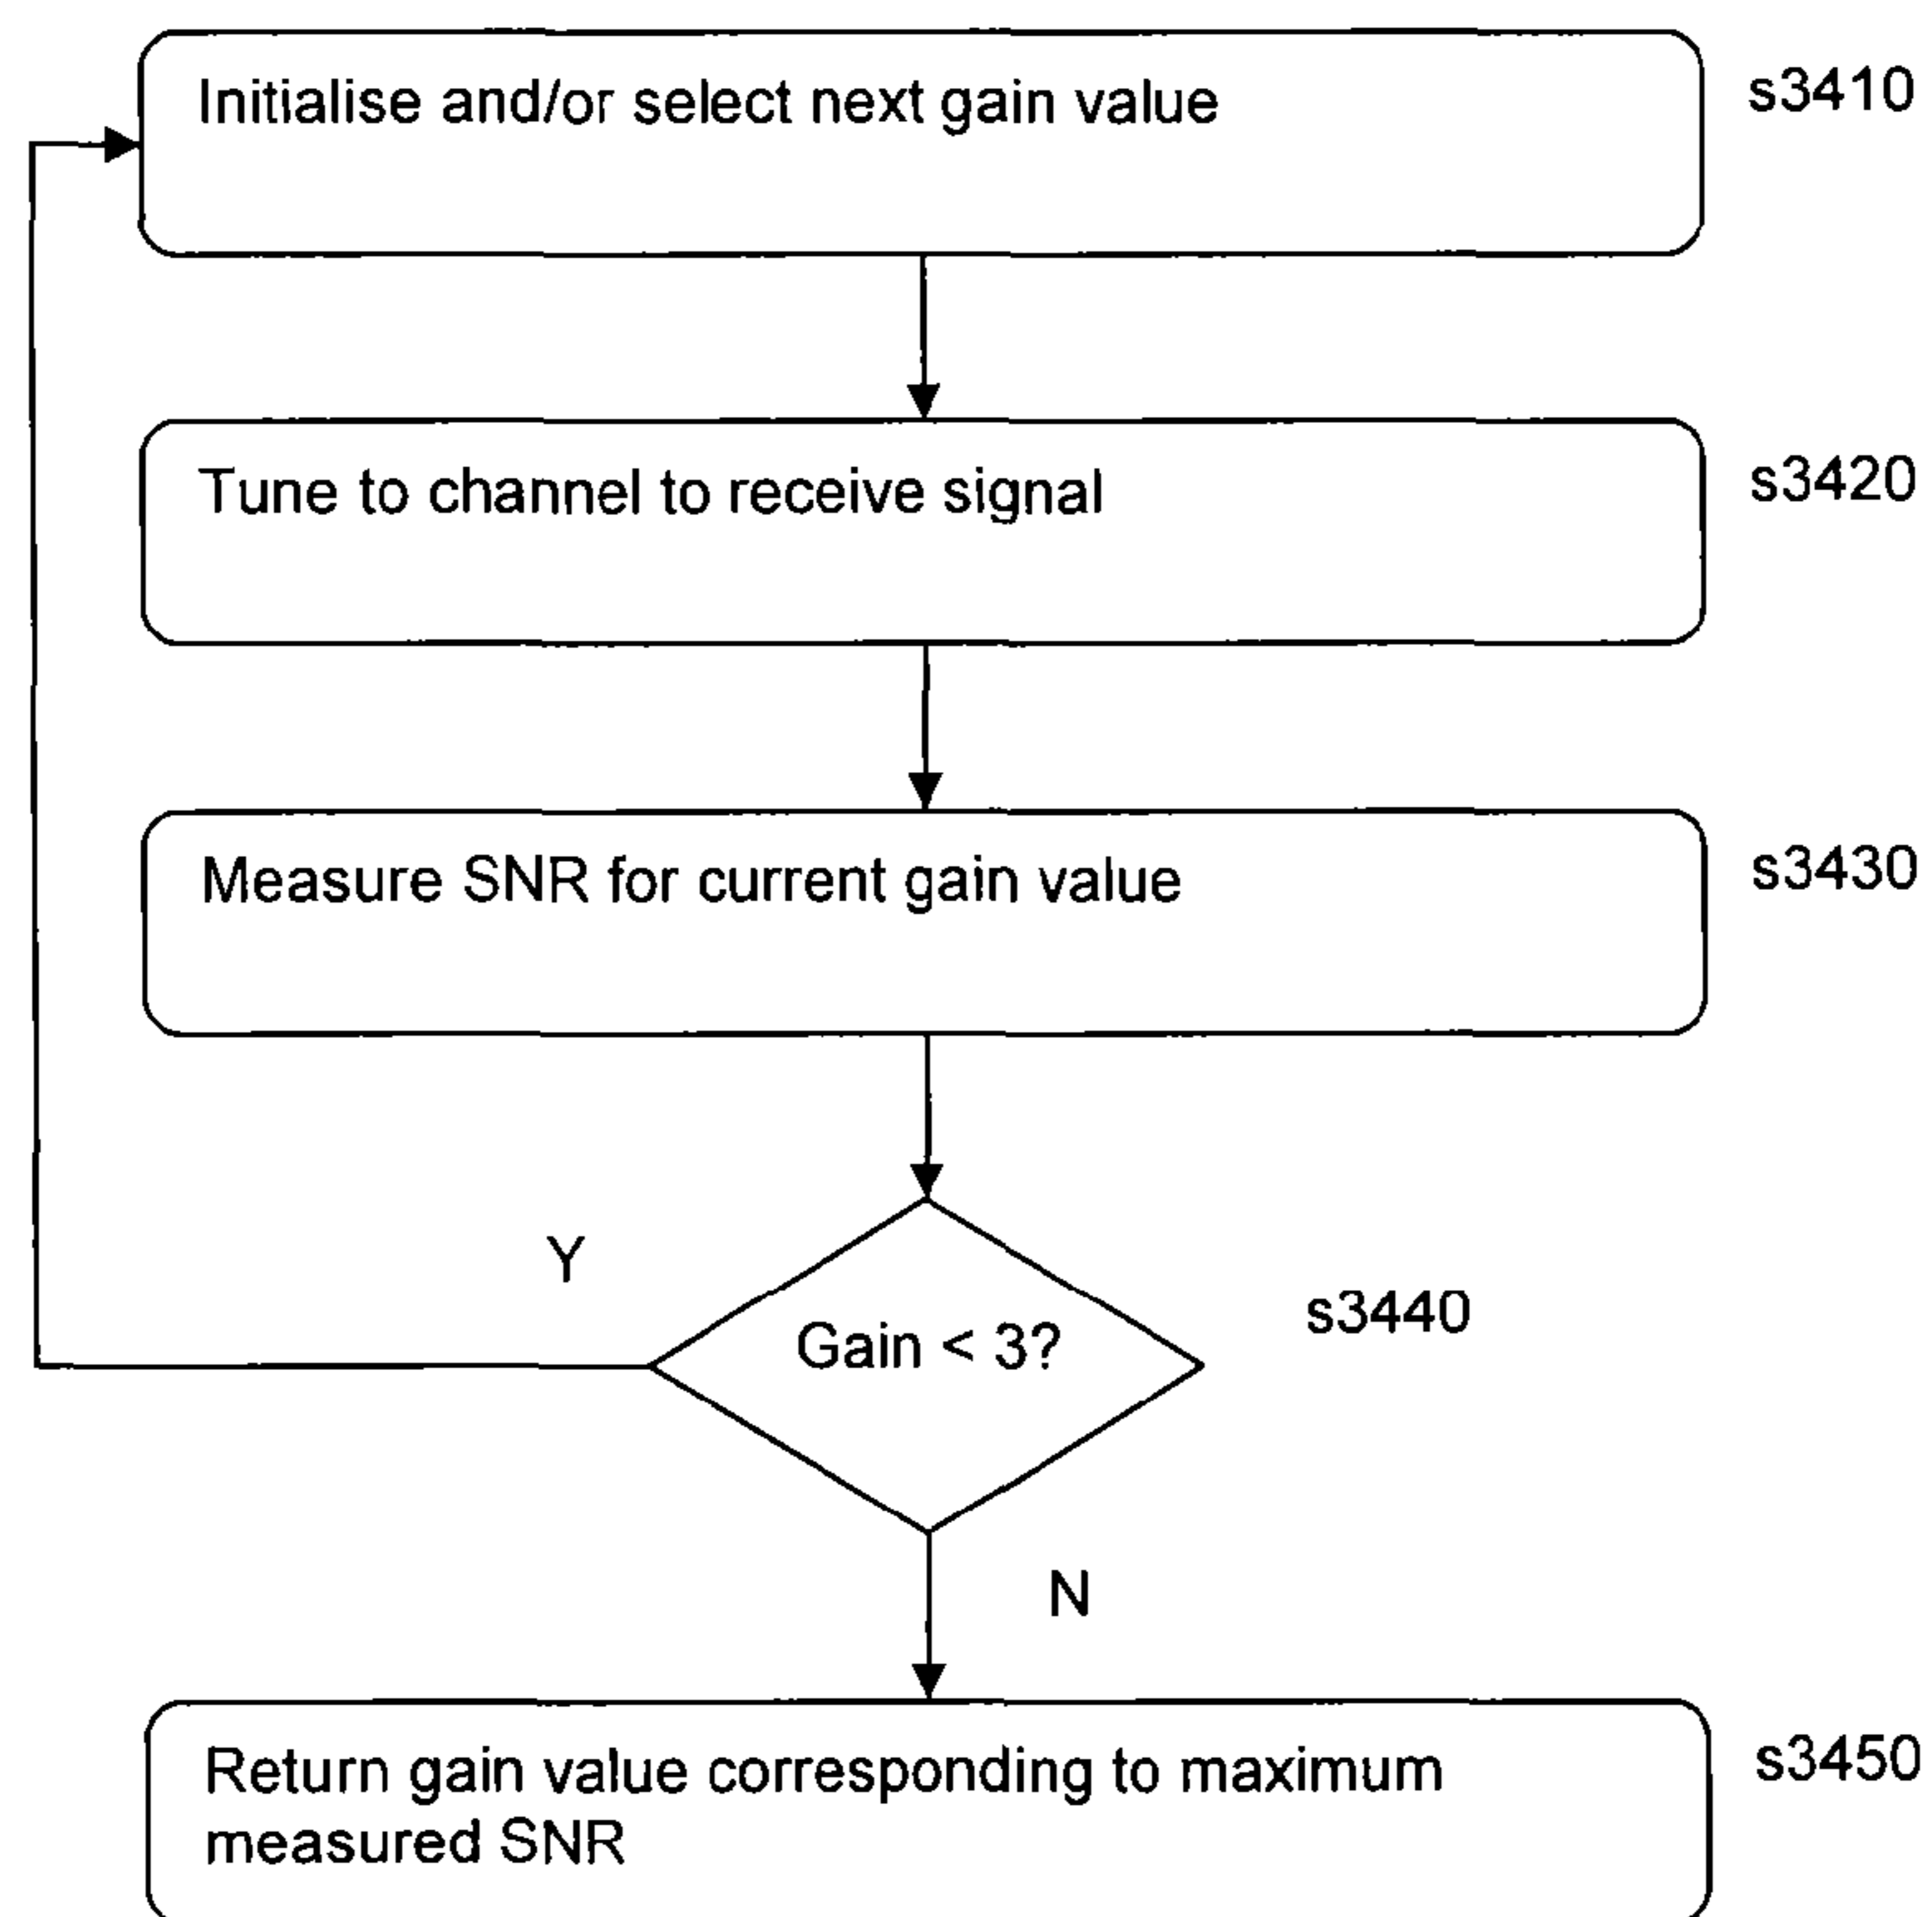 Initialise and/or select next gain value
s3410
Tune to channel to receive signal
s3420
Measure SNR for current gain value
s3430
Y
Gain < 3?
s3440
N
Return gain value corresponding to maximum
measured SNR
s3450